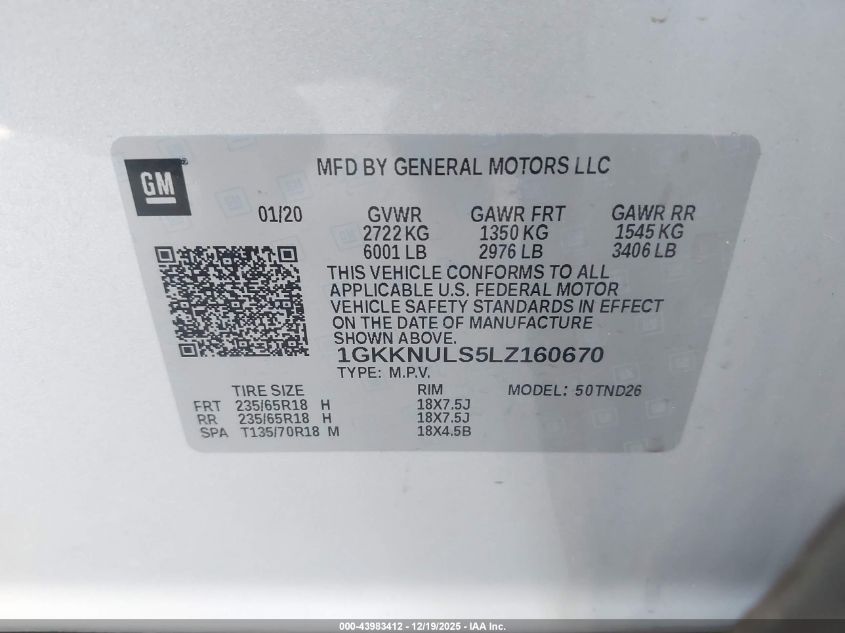 GM
MFD BY GENERAL MOTORS LLC
01/20 GVWR GAWR FRT GAWR RR
2722 KG 1350 KG 1545 KG
6001 LB 2976 LB 3406 LB
THIS VEHICLE CONFORMS TO ALL
APPLICABLE U.S. FEDERAL MOTOR
VEHICLE SAFETY STANDARDS IN EFFECT
ON THE DATE OF MANUFACTURE
SHOWN ABOVE.
1GKKNULS5LZ160670
TYPE: M.P.V.
TIRE SIZE RIM MODEL: 50TND26
FRT 235/65R18 H 18X7.5J
RR 235/65R18 H 18X7.5J
SPA T135/70R18 M 18X4.5B
000-43983412 - 12/19/2025 - IAA Inc.